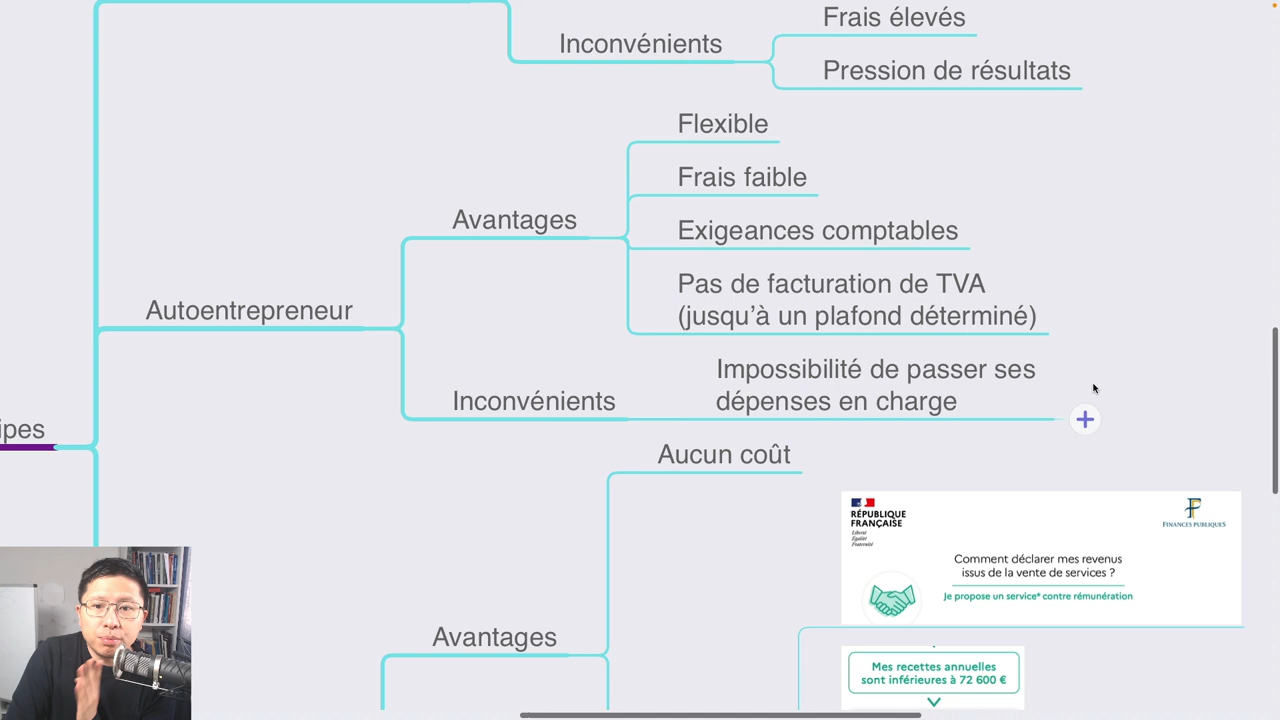 Frais élevés
Inconvénients
Pression de résultats
Flexible
Frais faible
Avantages
Exigeances comptables
Pas de facturation de TVA
(jusqu'à un plafond déterminé)
Autoentrepreneur
Impossibilité de passer ses
dépenses en charge
Inconvénients
ipes
Aucun coût
RÉPUBLIQUE
FRANÇAISE
Liberté
Égalité
Fraternité
FINANCES PUBLIQUES
Comment déclarer mes revenus
issus de la vente de services ?
Je propose un service* contre rémunération
Avantages
Mes recettes annuelles
sont inférieures à 72 600 €